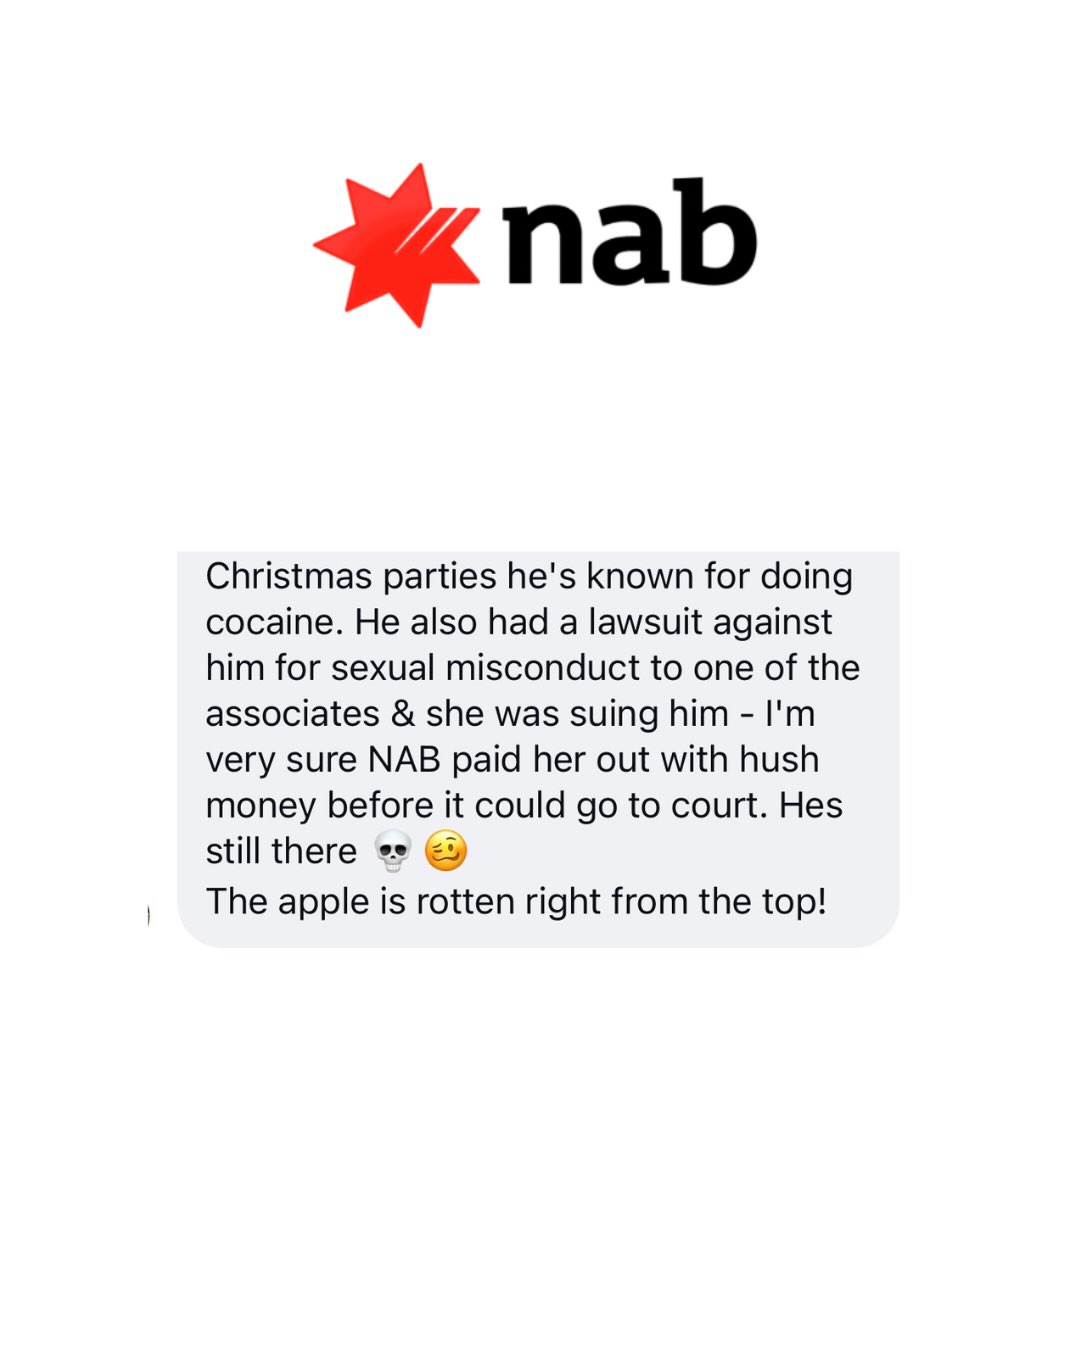 nab
Christmas parties he's known for doing
cocaine. He also had a lawsuit against
him for sexual misconduct to one of the
associates & she was suing him - I'm
very sure NAB paid her out with hush
money before it could go to court. Hes
still there 💀 🥴
The apple is rotten right from the top!